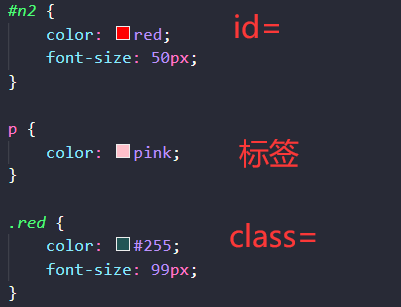 #n2 {
id=
color: red;
font-size: 50px;
}
p {
color: pink;
标签
}
.red {
class=
color: #255;
font-size: 99px;
}